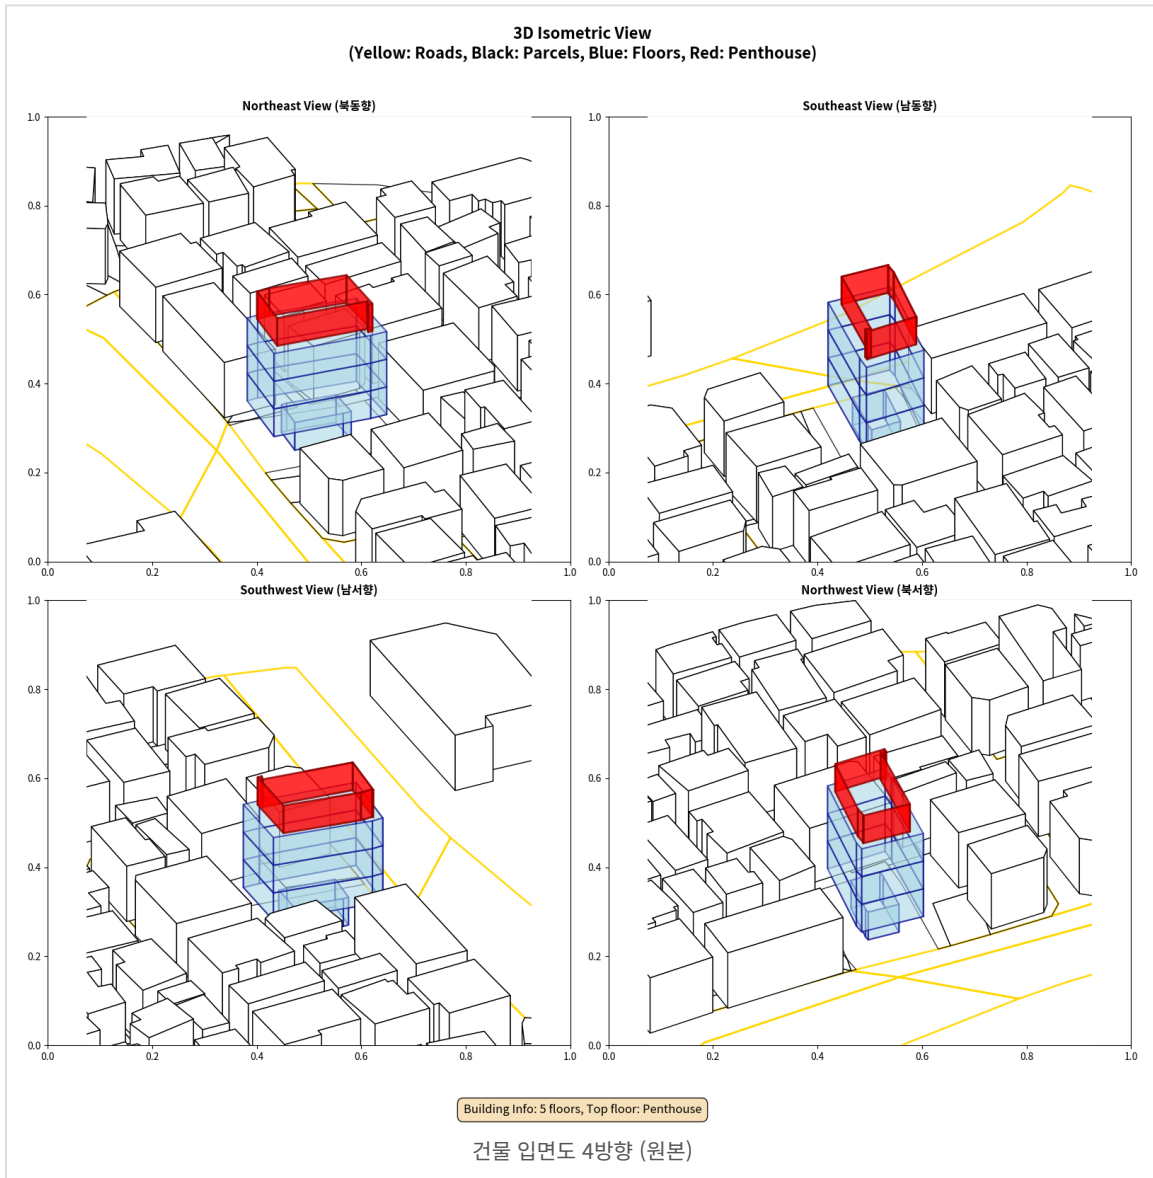 3D Isometric View
(Yellow: Roads, Black: Parcels, Blue: Floors, Red: Penthouse)
Northeast View (북동향)
1.0
0.8
0.6
0.4
0.2
0.0
0.0 0.2 0.4 0.6 0.8 1.0
Southeast View (남동향)
1.0
0.8
0.6
0.4
0.2
0.0
0.0 0.2 0.4 0.6 0.8 1.0
Southwest View (남서향)
1.0
0.8
0.6
0.4
0.2
0.0
0.0 0.2 0.4 0.6 0.8 1.0
Northwest View (북서향)
1.0
0.8
0.6
0.4
0.2
0.0
0.0 0.2 0.4 0.6 0.8 1.0
Building Info: 5 floors, Top floor: Penthouse
건물 입면도 4방향 (원본)